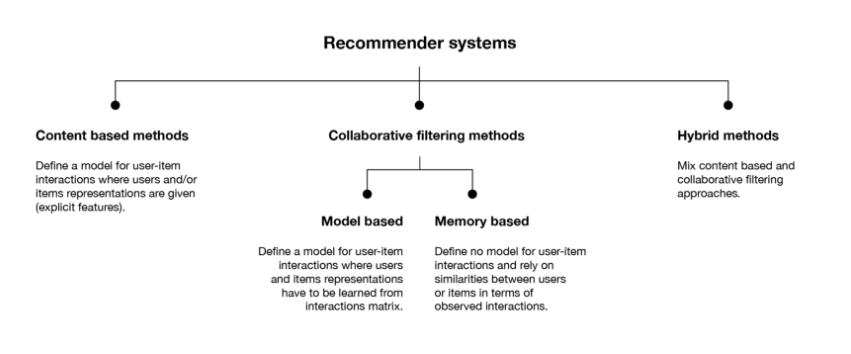 Recommender systems
Content based methods
Define a model for user-item
interactions where users and/or
items representations are given
(explicit features).
Collaborative filtering methods
Model based
Define a model for user-item
interactions where users
and items representations
have to be learned from
interactions matrix.
Memory based
Define no model for user-item
interactions and rely on
similarities between users
or items in terms of
observed interactions.
Hybrid methods
Mix content based and
collaborative filtering
approaches.